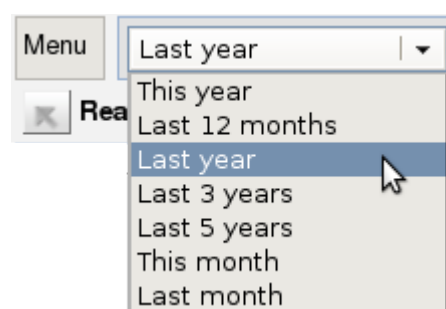 Menu
Last year
This year
Rea
Last 12 months
Last year
Last 3 years
Last 5 years
This month
Last month